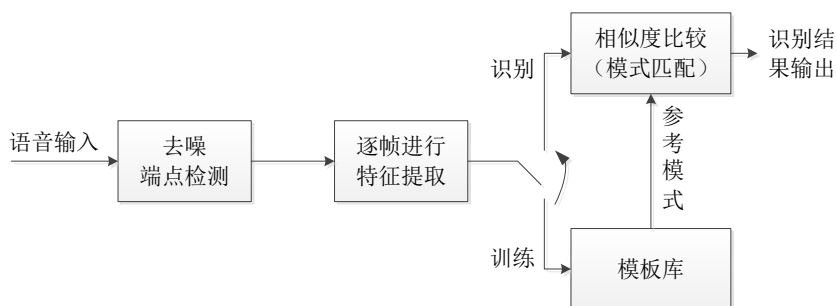 语音输入
去噪
端点检测
逐帧进行
特征提取
识别
相似度比较
（模式匹配）
识别结
果输出
参考模式
训练
模板库